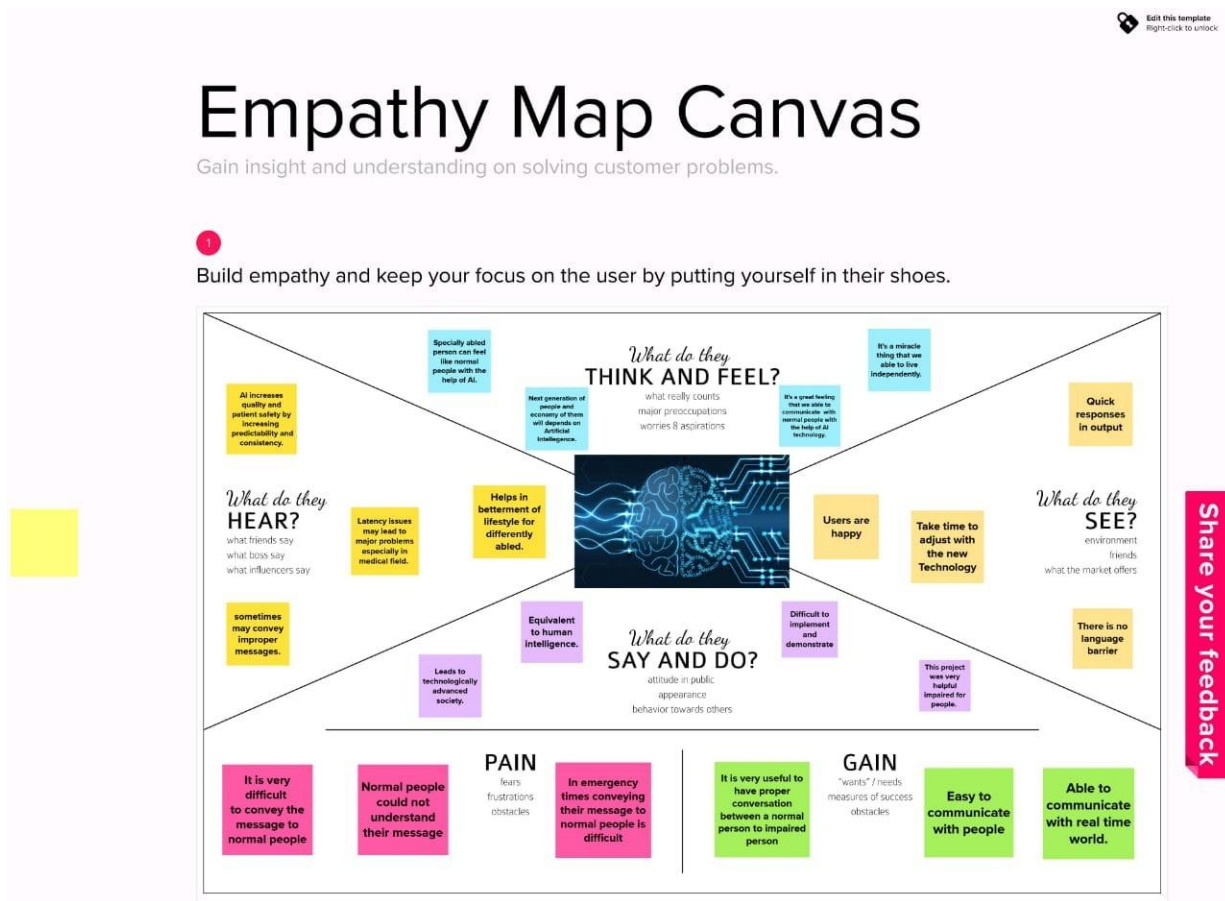 Edit this template
Right-click to unlock
Empathy Map Canvas
Gain insight and understanding on solving customer problems.
1
Build empathy and keep your focus on the user by putting yourself in their shoes.
What do they
THINK AND FEEL?
what really counts
major preoccupations
worries & aspirations
Specially abled
person can feel
like normal
people with the
help of AI.
Next generation of
people and
economy of them
will depends on
Artificial
Intellegence.
It's a great feeling
that we able to
communicate with
normal people with
the help of AI
technology.
It's a miracle
thing that we
able to live
independently.
AI increases
quality and
patient safety by
increasing
predictability and
consistency.
What do they
HEAR?
what friends say
what boss say
what influencers say
Latency issues
may lead to
major problems
especially in
medical field.
Helps in
betterment of
lifestyle for
differently
abled.
sometimes
may convey
improper
messages.
Quick
responses
in output
Users are
happy
Take time to
adjust with
the new
Technology
What do they
SEE?
environment
friends
what the market offers
There is no
language
barrier
Equivalent
to human
intelligence.
Leads to
technologically
advanced
society.
What do they
SAY AND DO?
attitude in public
appearance
behavior towards others
Difficult to
implement
and
demonstrate
This project
was very
helpful
impaired for
people.
PAIN
fears
frustrations
obstacles
It is very
difficult
to convey the
message to
normal people
Normal people
could not
understand
their message
In emergency
times conveying
their message to
normal people is
difficult
GAIN
"wants" / needs
measures of success
obstacles
It is very useful to
have proper
conversation
between a normal
person to impaired
person
Easy to
communicate
with people
Able to
communicate
with real time
world.
Share your feedback